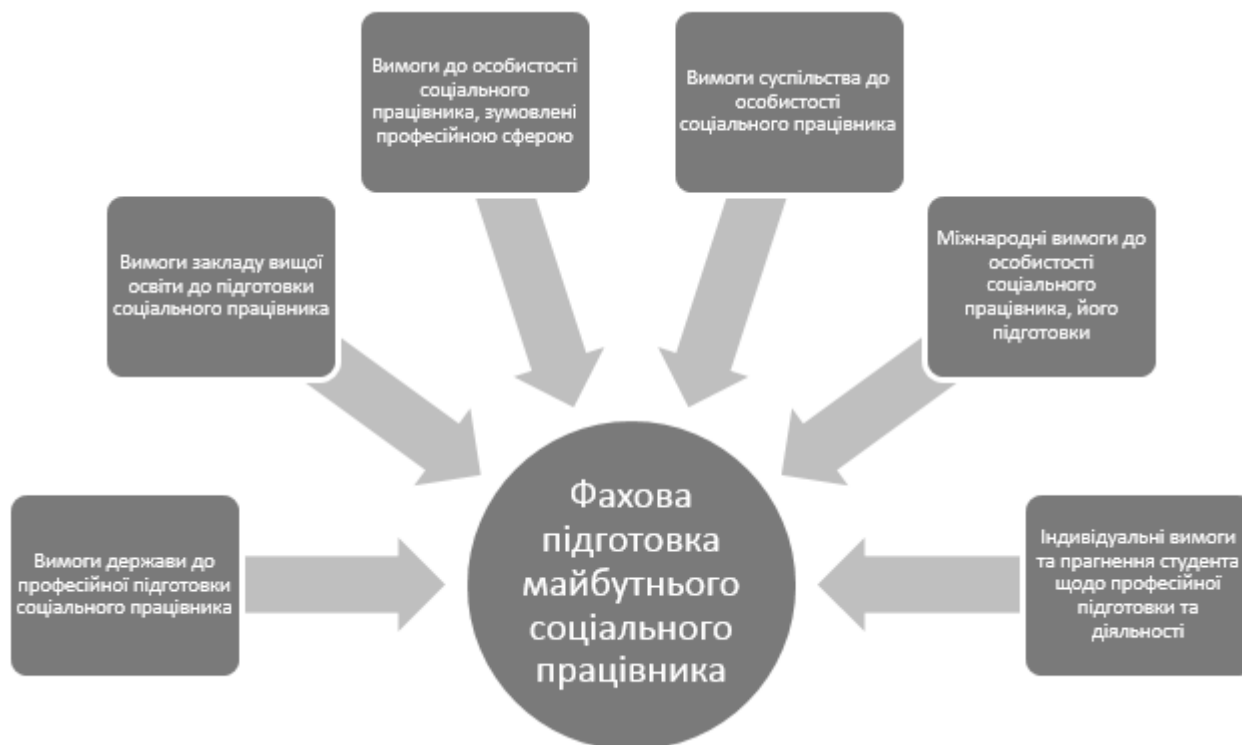 Вимоги до особистості
соціального
працівника, зумовлені
професійною сферою
Вимоги суспільства до
особистості
соціального працівника
Вимоги закладу вищої
освіти до підготовки
соціального працівника
Міжнародні вимоги до
особистості
соціального
працівника, його
підготовки
Вимоги держави до
професійної підготовки
соціального працівника
Фахова
підготовка
майбутнього
соціального
працівника
Індивідуальні вимоги
та прагнення студента
щодо професійної
підготовки та
діяльності